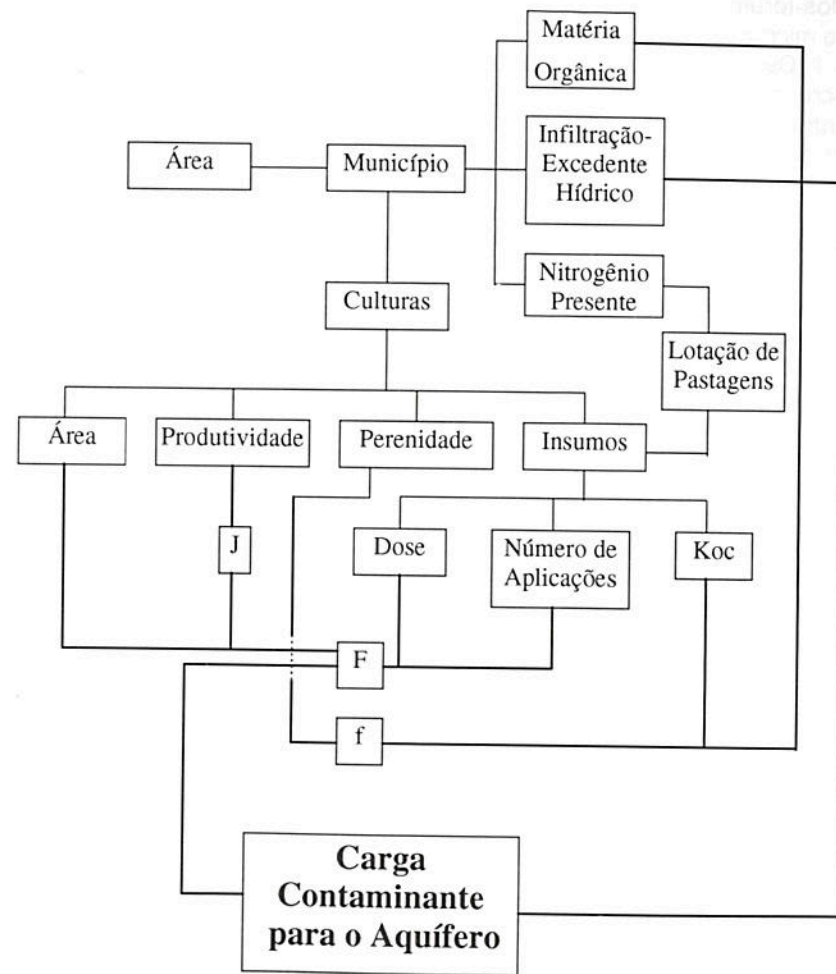 Matéria
Orgânica
Área
Município
Infiltração-
Excedente
Hídrico
Culturas
Nitrogênio
Presente
Lotação de
Pastagens
Área
Produtividade
Perenidade
Insumos
J
Dose
Número de
Aplicações
Koc
F
f
Carga
Contaminante
para o Aquífero